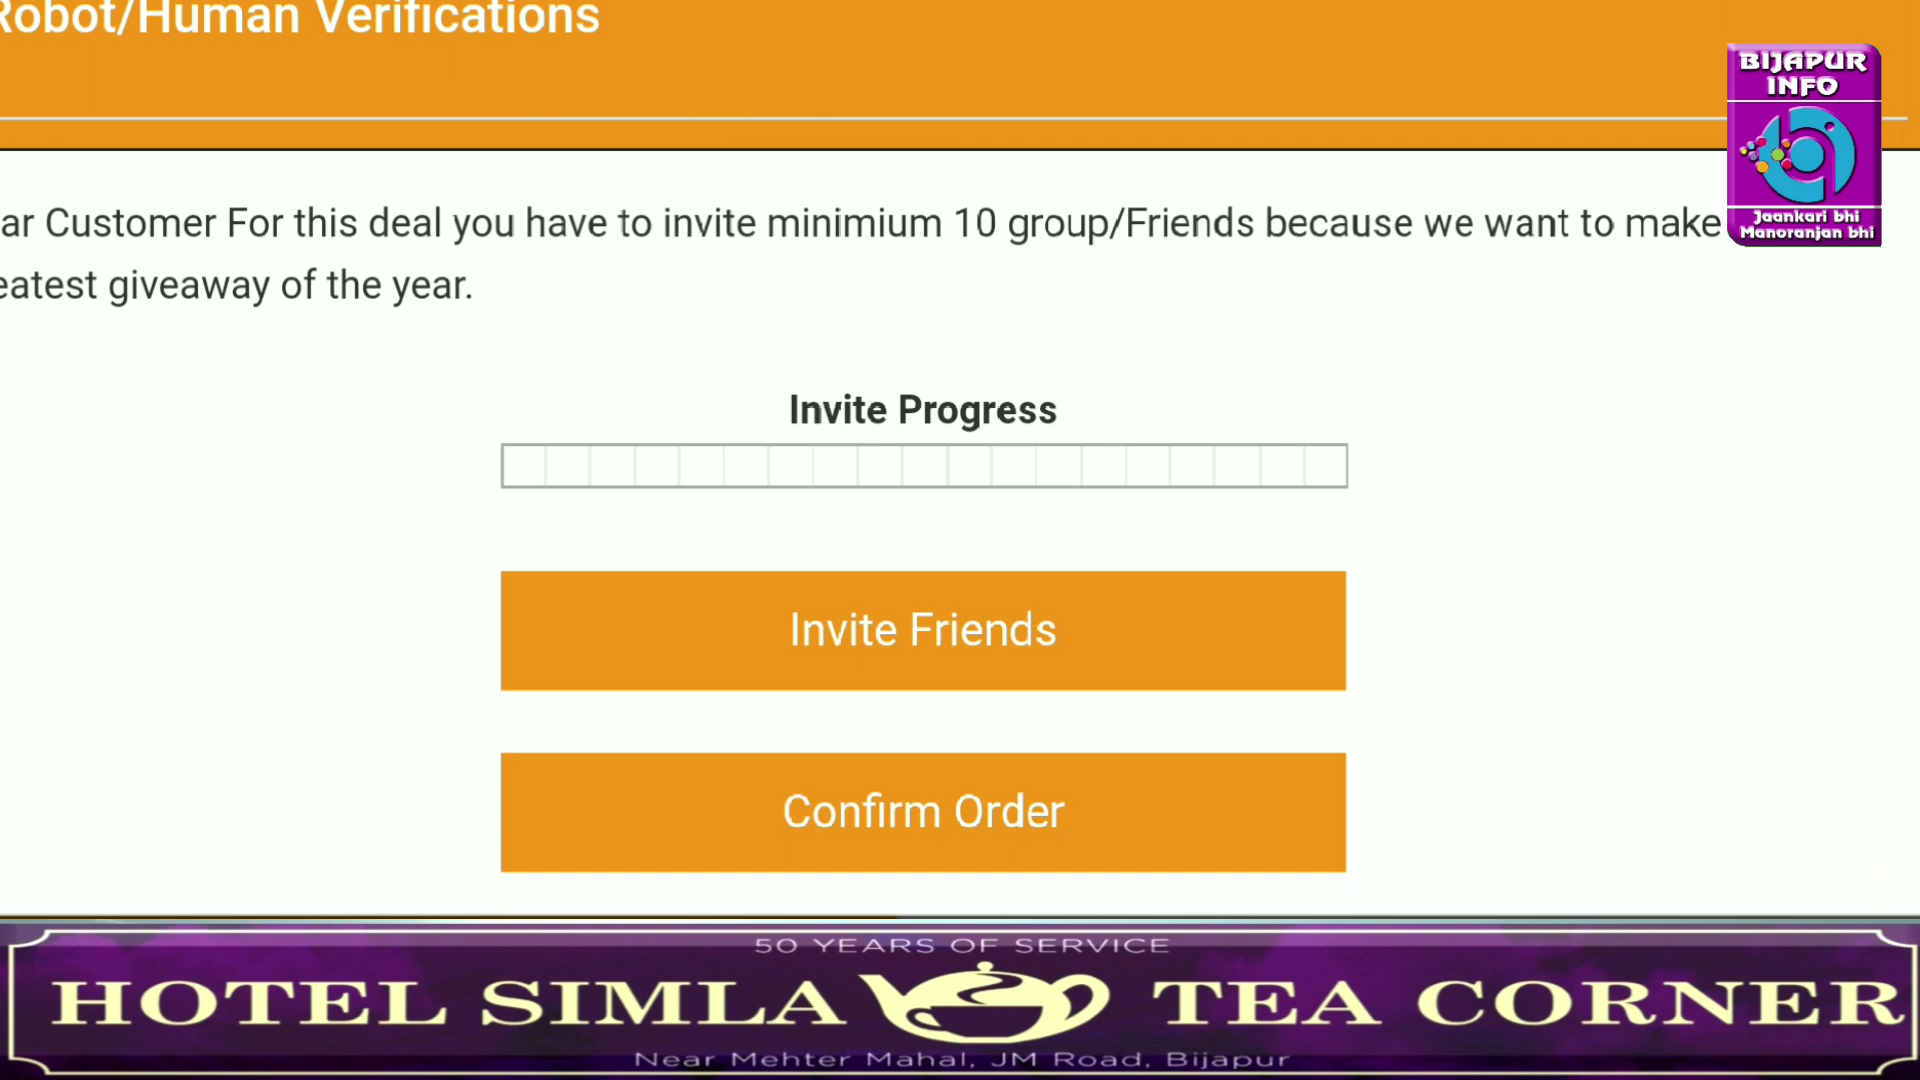 Robot/Human Verifications
BIJAPUR
INFO
Jaankari bhi
Manoranjan bhi
ar Customer For this deal you have to invite minimium 10 group/Friends because we want to make
eatest giveaway of the year.
Invite Progress
Invite Friends
Confirm Order
50 YEARS OF SERVICE
HOTEL SIMLA TEA CORNER
Near Mehter Mahal, JM Road, Bijapur